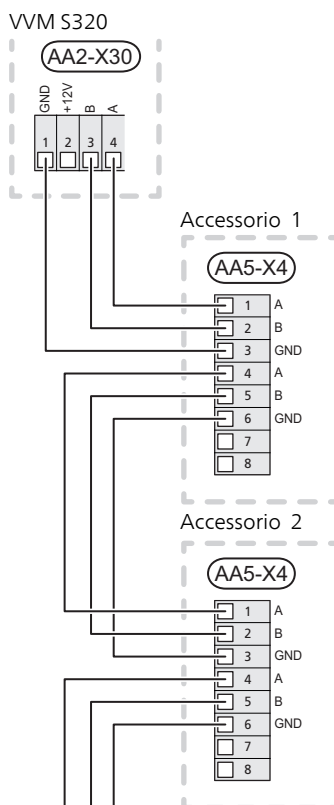 VVM S320
AA2-X30
GND +12V B A
1 2 3 4
Accessorio 1
AA5-X4
1 A
2 B
3 GND
4 A
5 B
6 GND
7
8
Accessorio 2
AA5-X4
1 A
2 B
3 GND
4 A
5 B
6 GND
7
8